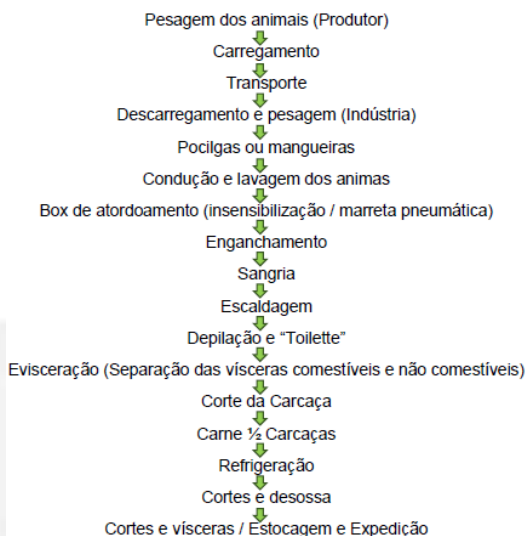 Pesagem dos animais (Produtor)
Carregamento
Transporte
Descarregamento e pesagem (Indústria)
Pocilgas ou mangueiras
Condução e lavagem dos animas
Box de atordoamento (insensibilização / marreta pneumática)
Enganchamento
Sangria
Escaldagem
Depilação e “Toilette”
Evisceração (Separação das vísceras comestíveis e não comestíveis)
Corte da Carcaça
Carne ½ Carcaças
Refrigeração
Cortes e desossa
Cortes e vísceras / Estocagem e Expedição